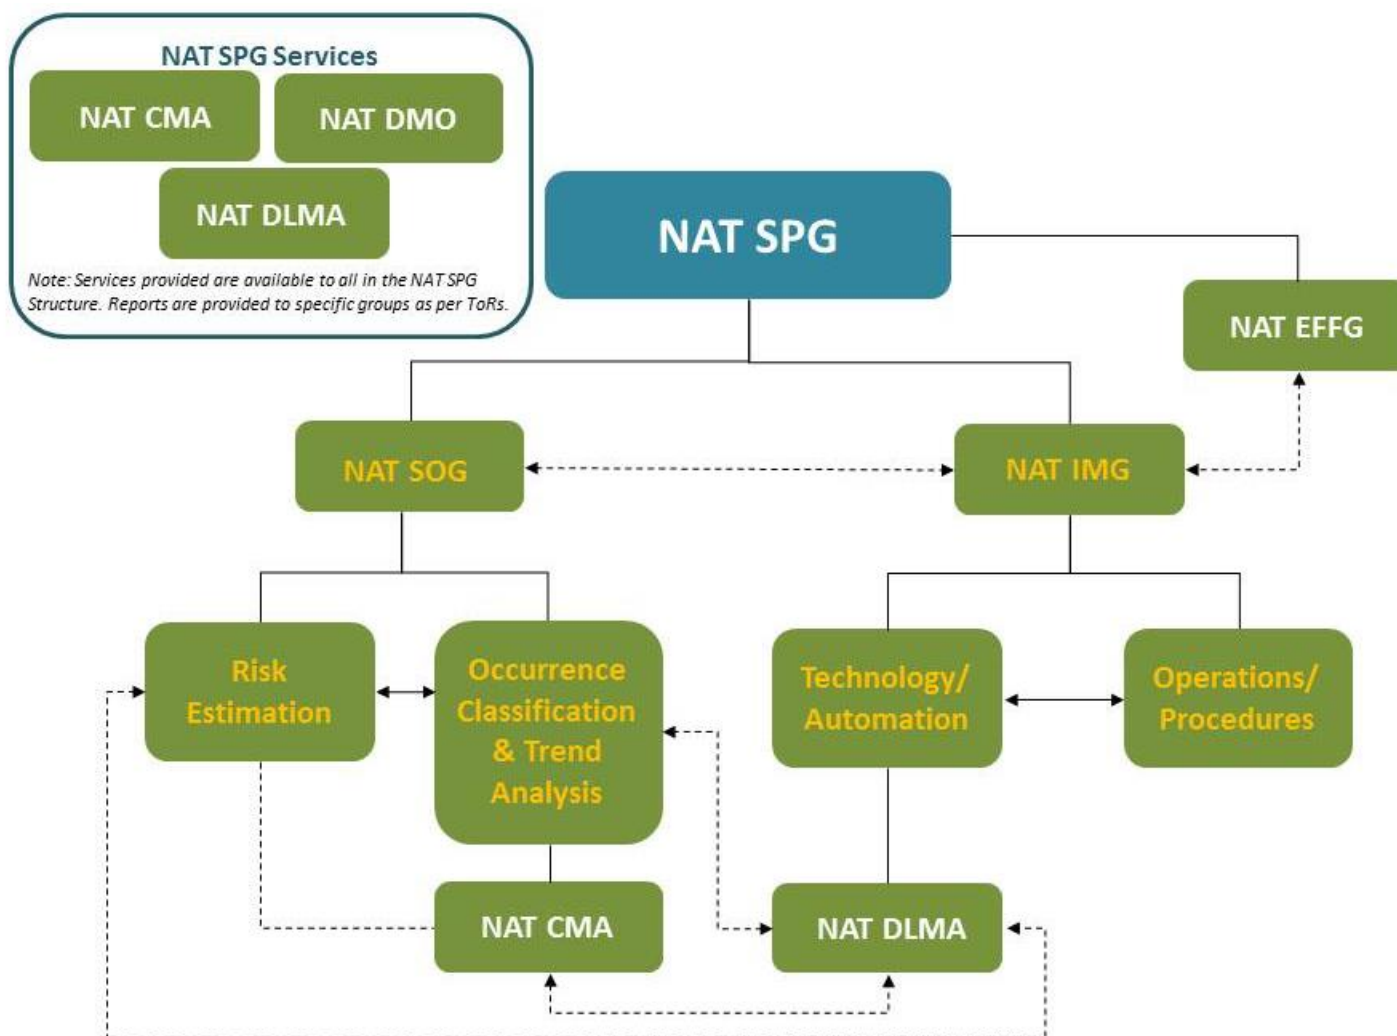 NAT SPG Services
NAT CMA
NAT DMO
NAT DLMA
Note: Services provided are available to all in the NAT SPG
Structure. Reports are provided to specific groups as per ToRs.
NAT SPG
NAT EFFG
NAT SOG
NAT IMG
Risk
Estimation
Occurrence
Classification
& Trend
Analysis
Technology/
Automation
Operations/
Procedures
NAT CMA
NAT DLMA